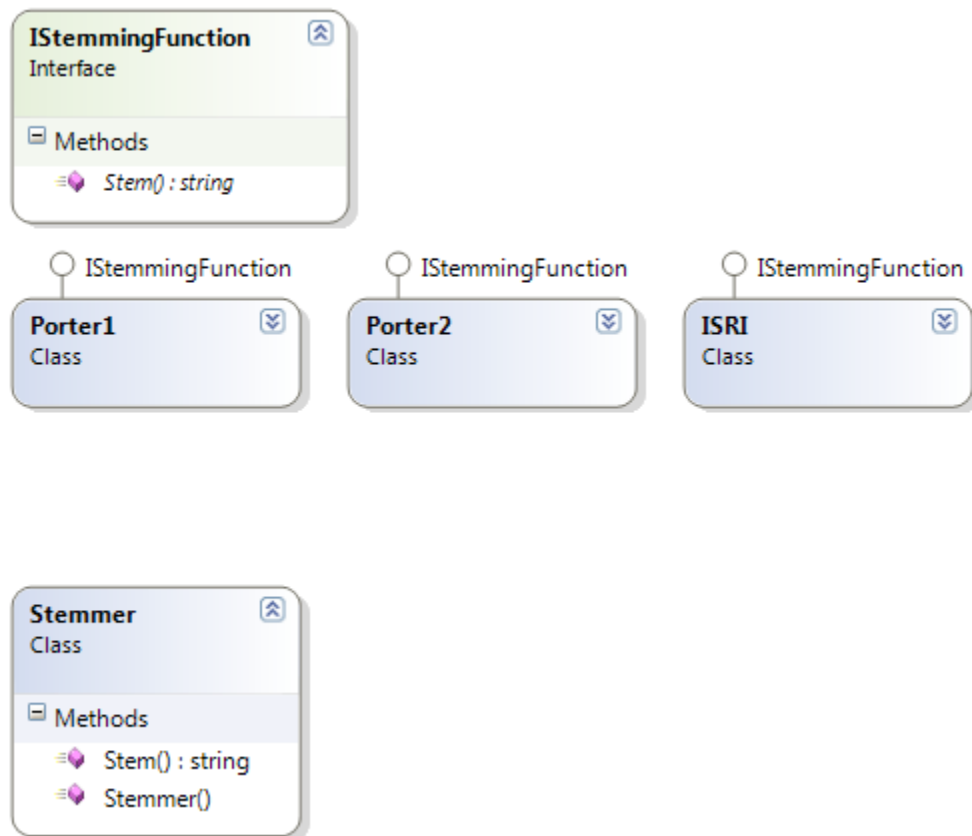 IStemmingFunction
Interface
Methods
Stem() : string
IStemmingFunction
IStemmingFunction
IStemmingFunction
Porter1
Class
Porter2
Class
ISRI
Class
Stemmer
Class
Methods
Stem() : string
Stemmer()